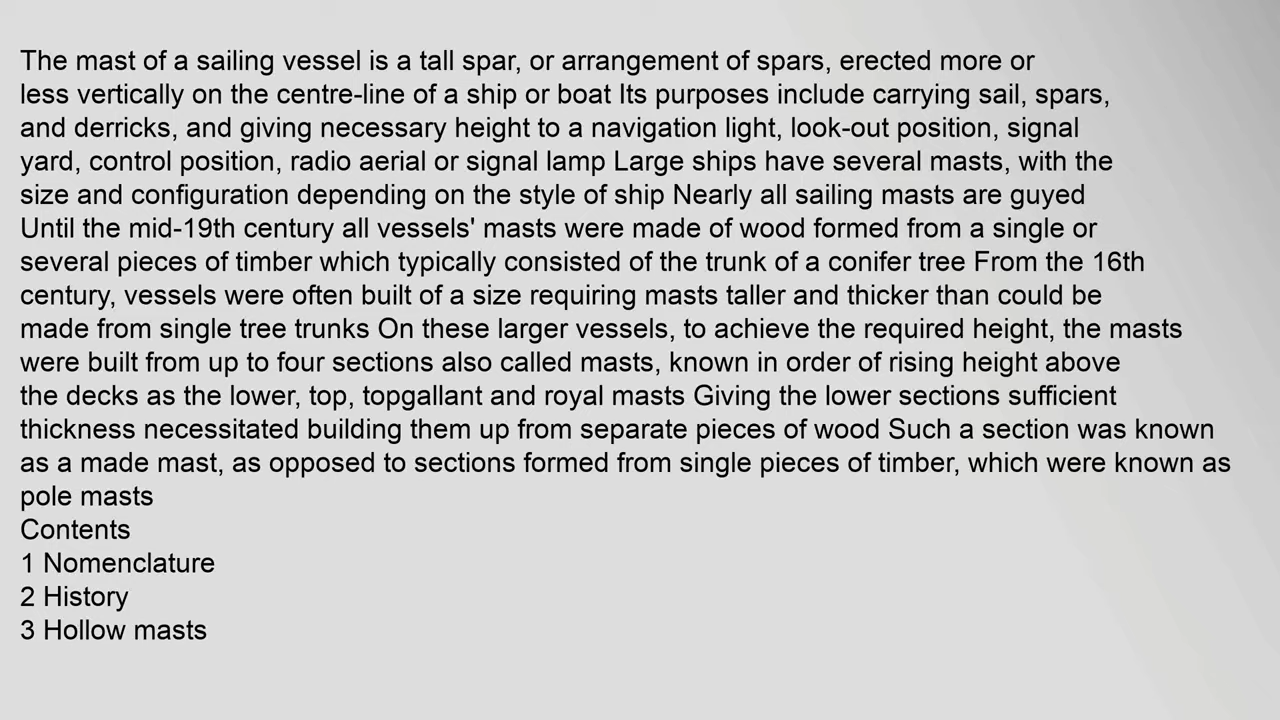 The mast of a sailing vessel is a tall spar, or arrangement of spars, erected more or
less vertically on the centre-line of a ship or boat Its purposes include carrying sail, spars,
and derricks, and giving necessary height to a navigation light, look-out position, signal
yard, control position, radio aerial or signal lamp Large ships have several masts, with the
size and configuration depending on the style of ship Nearly all sailing masts are guyed
Until the mid-19th century all vessels' masts were made of wood formed from a single or
several pieces of timber which typically consisted of the trunk of a conifer tree From the 16th
century, vessels were often built of a size requiring masts taller and thicker than could be
made from single tree trunks On these larger vessels, to achieve the required height, the masts
were built from up to four sections also called masts, known in order of rising height above
the decks as the lower, top, topgallant and royal masts Giving the lower sections sufficient
thickness necessitated building them up from separate pieces of wood Such a section was known
as a made mast, as opposed to sections formed from single pieces of timber, which were known as
pole masts
Contents
1 Nomenclature
2 History
3 Hollow masts